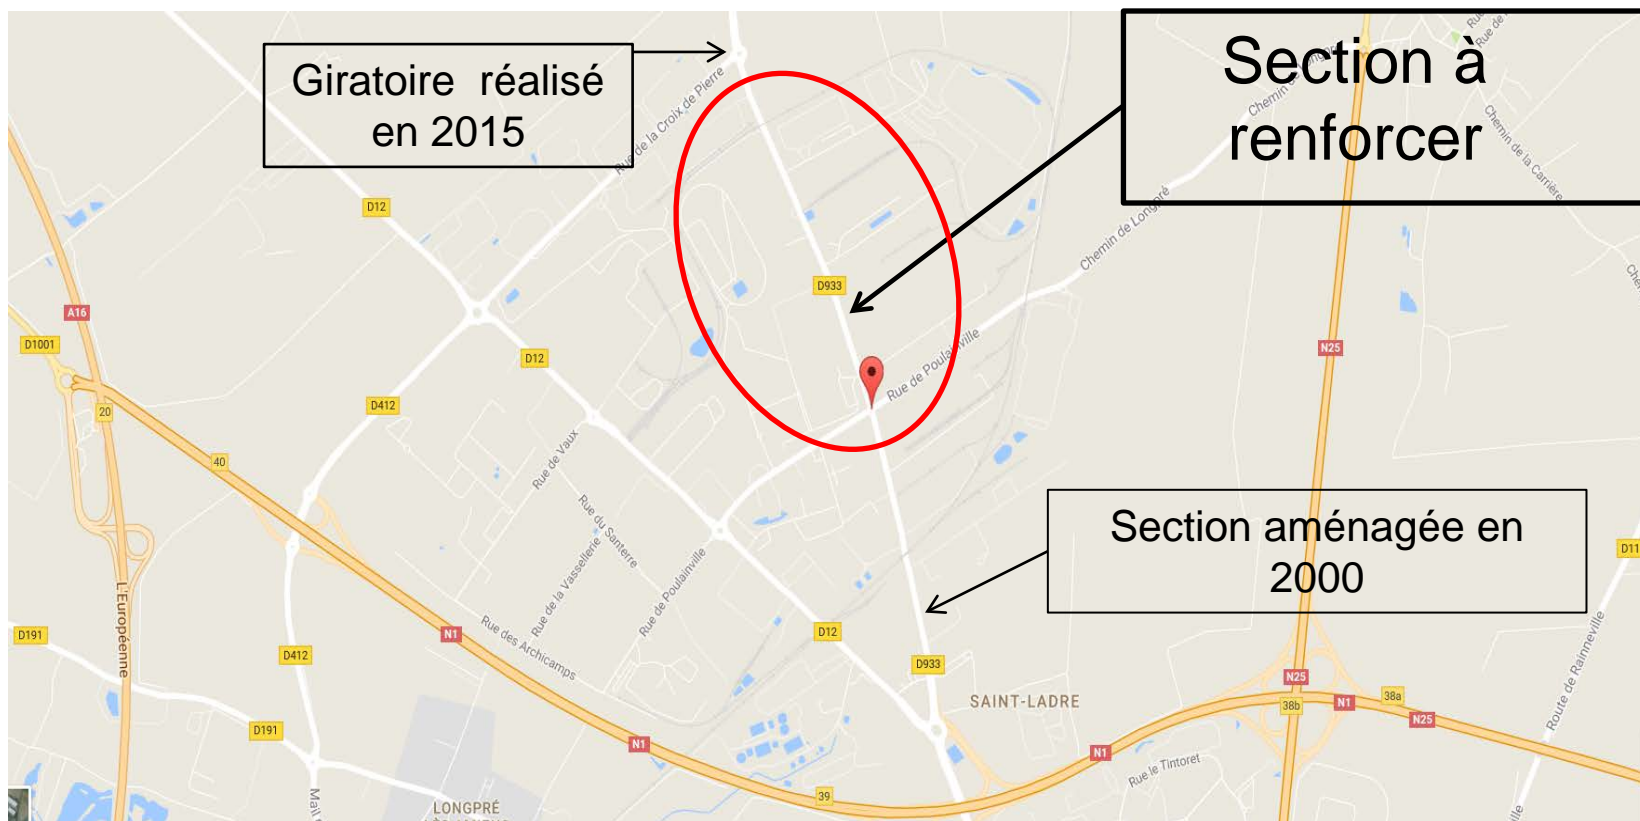 Giratoire réalisé
en 2015
Section à
renforcer
Section aménagée en
2000
Rue de la Croix de Pierre
Chemin de Longpré
Chemin de la Carrière
D12
D933
A16
D1001
D12
N25
D412
20
40
Rue de Poulainville
Rue de Vaux
Rue du Santerre
Rue de la Vassellerie
Rue de Poulainville
Rue des Archicamps
L'Européenne
D191
D412
N1
D12
D933
D11
SAINT-LADRE
N25
38b
N1
38a
N25
Route de Rainneville
D191
N1
N1
Rue le Tintoret
39
Mail
LONGPRÉ